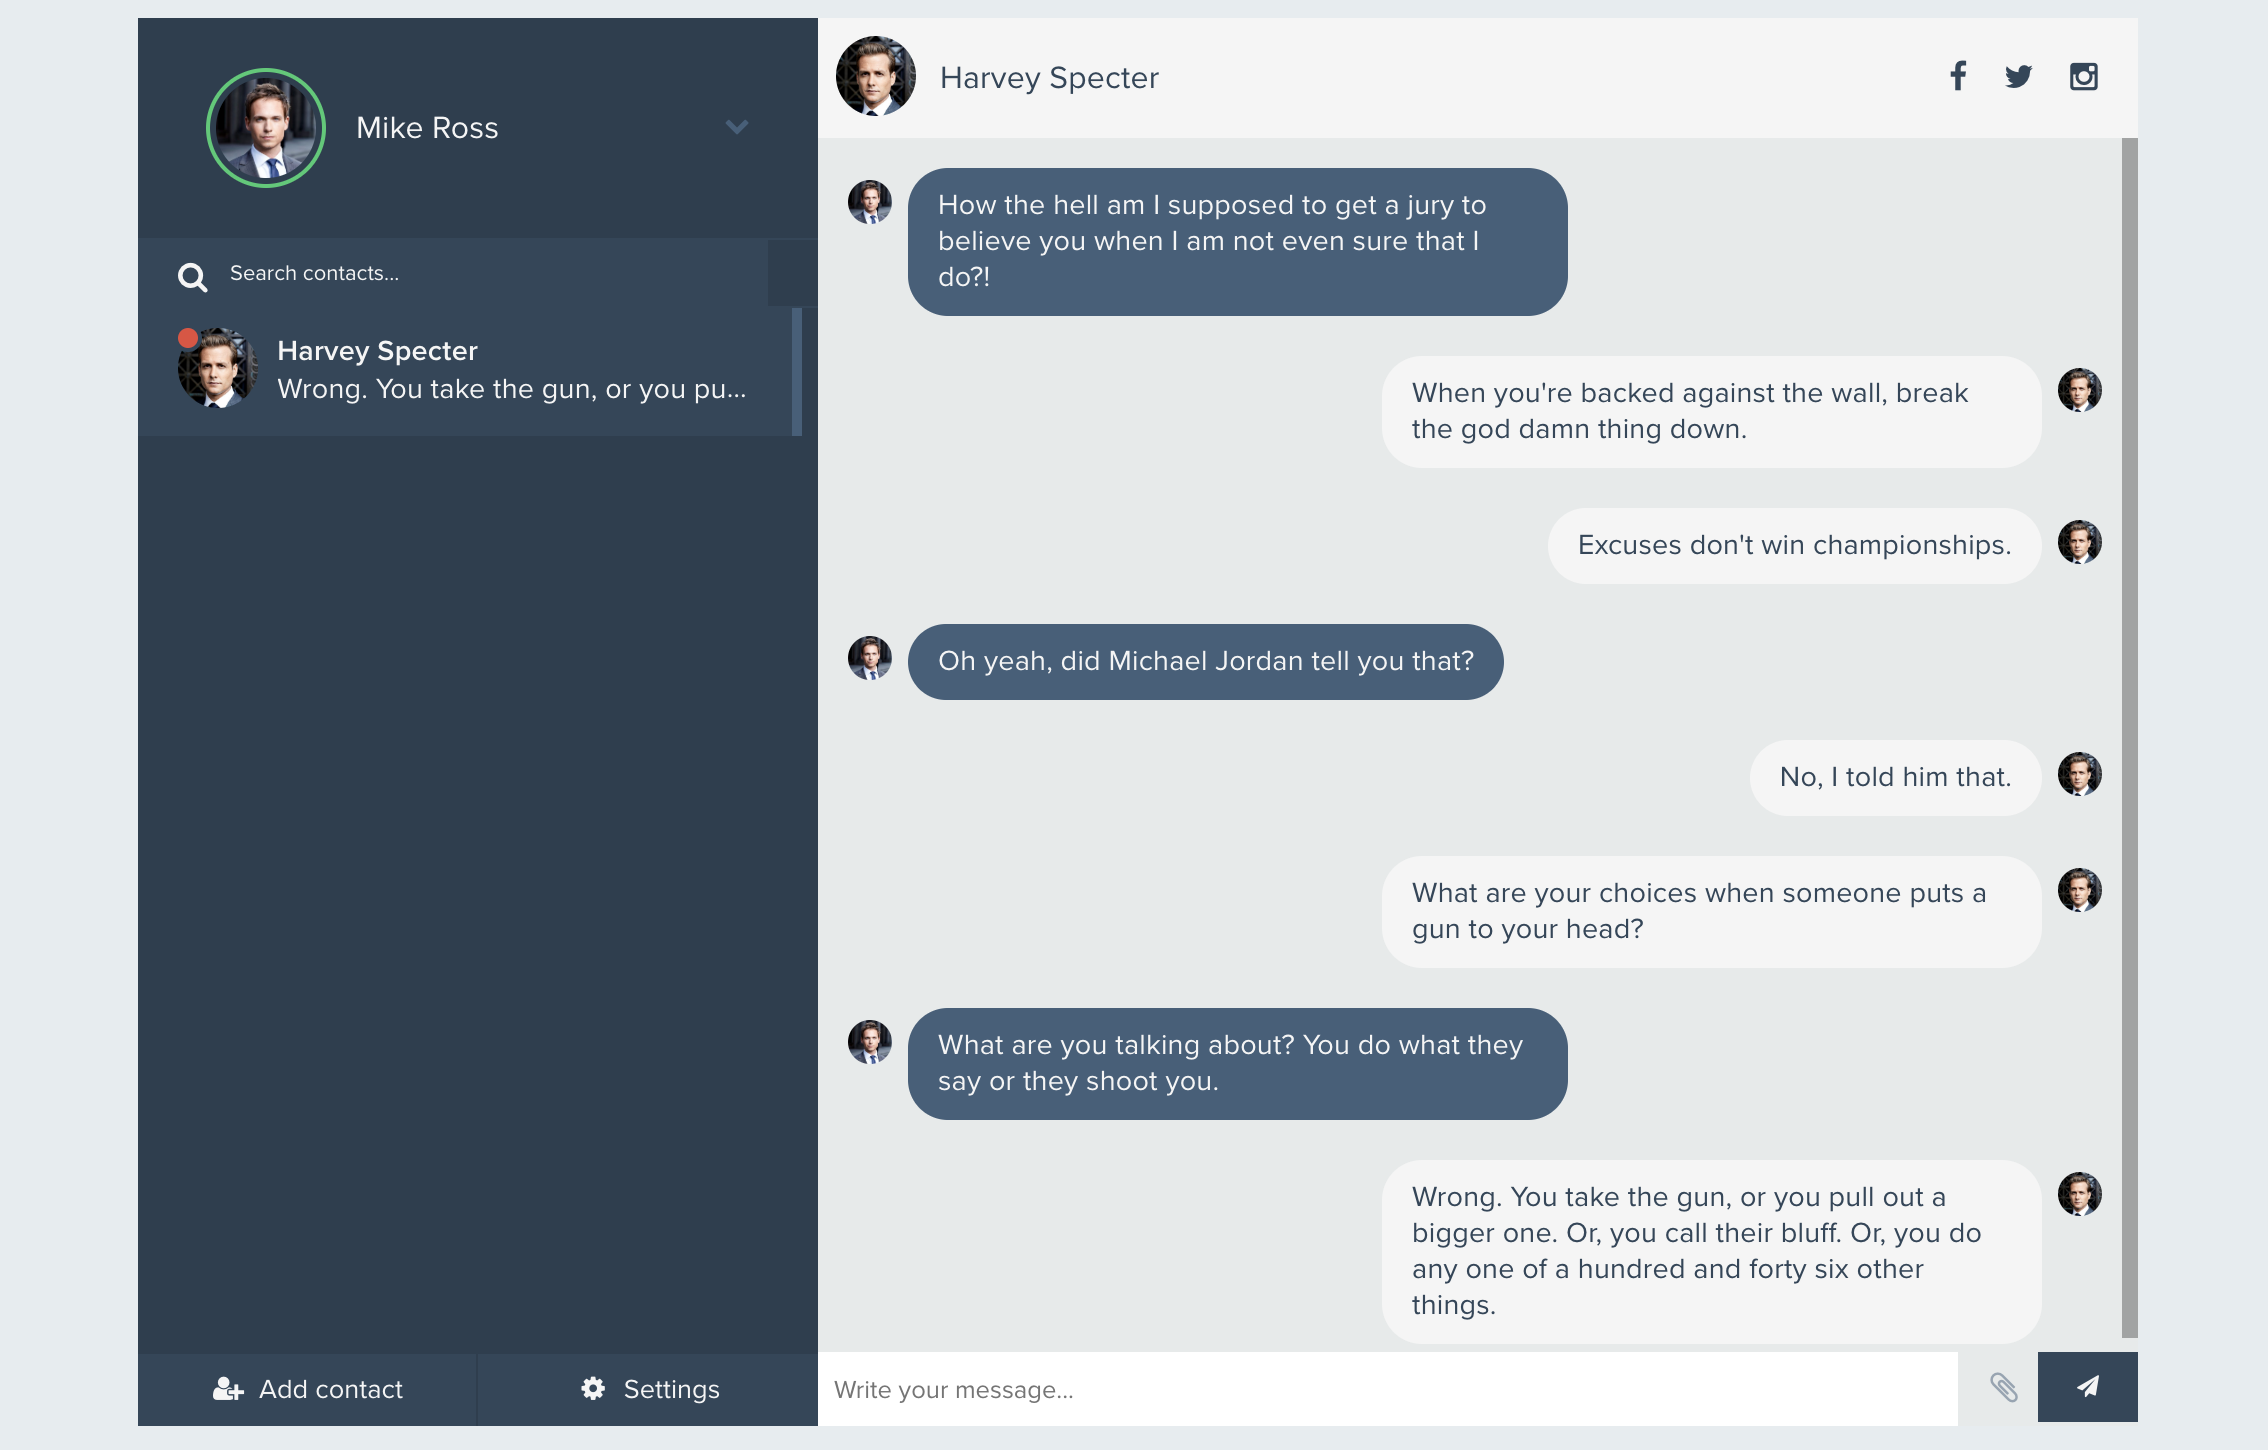 Mike Ross
Search contacts...
Harvey Specter
Wrong. You take the gun, or you pu...
Add contact
Settings
Harvey Specter
How the hell am I supposed to get a jury to
believe you when I am not even sure that I
do?!
When you're backed against the wall, break
the god damn thing down.
Excuses don't win championships.
Oh yeah, did Michael Jordan tell you that?
No, I told him that.
What are your choices when someone puts a
gun to your head?
What are you talking about? You do what they
say or they shoot you.
Wrong. You take the gun, or you pull out a
bigger one. Or, you call their bluff. Or, you do
any one of a hundred and forty six other
things.
Write your message...